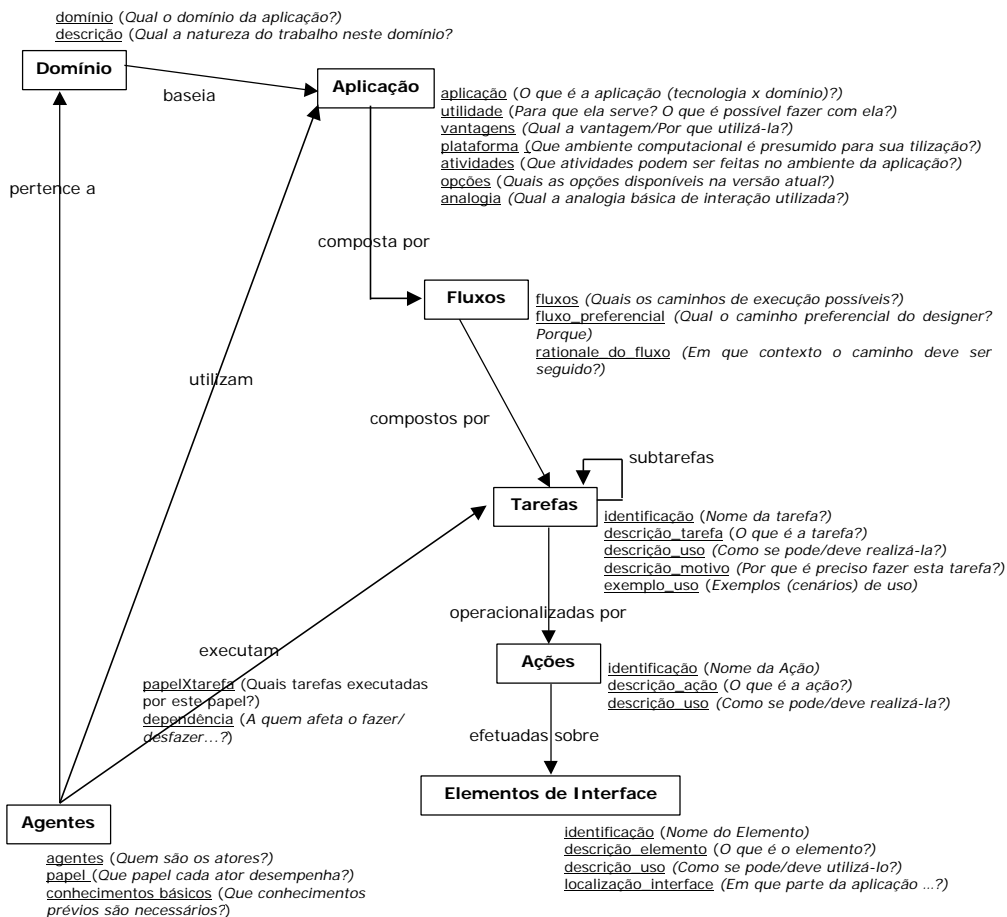 domínio (Qual o domínio da aplicação?)
descrição (Qual a natureza do trabalho neste domínio?
Domínio
baseia
Aplicação
aplicação (O que é a aplicação (tecnologia x domínio)?
utilidade (Para que ela serve? O que é possível fazer com ela?)
vantagens (Qual a vantagem/Por que utilizá-la?)
plataforma (Que ambiente computacional é presumido para sua tilização?)
atividades (Que atividades podem ser feitas no ambiente da aplicação?)
opções (Quais as opções disponíveis na versão atual?)
analogia (Qual a analogia básica de interação utilizada?)
pertence a
composta por
Fluxos
fluxos (Quais os caminhos de execução possíveis?)
fluxo_preferencial (Qual o caminho preferencial do designer?
Porque)
rationale_do_fluxo (Em que contexto o caminho deve ser
seguido?)
utilizam
compostos por
subtarefas
Tarefas
identificação (Nome da tarefa?)
descrição_tarefa (O que é a tarefa?)
descrição_uso (Como se pode/deve realizá-la?)
descrição_motivo (Por que é preciso fazer esta tarefa?)
exemplo_uso (Exemplos (cenários) de uso)
operacionalizadas por
executam
papelXtarefa (Quais tarefas executadas
por este papel?)
dependência (A quem afeta o fazer/
desfazer...?)
Ações
identificação (Nome da Ação)
descrição_ação (O que é a ação?)
descrição_uso (Como se pode/deve realizá-la?)
efetuadas sobre
Elementos de Interface
identificação (Nome do Elemento)
descrição_elemento (O que é o elemento?)
descrição_uso (Como se pode/deve utilizá-lo?)
localização_interface (Em que parte da aplicação ...?)
Agentes
agentes (Quem são os atores?)
papel (Que papel cada ator desempenha?)
conhecimentos básicos (Que conhecimentos
prévios são necessários?)